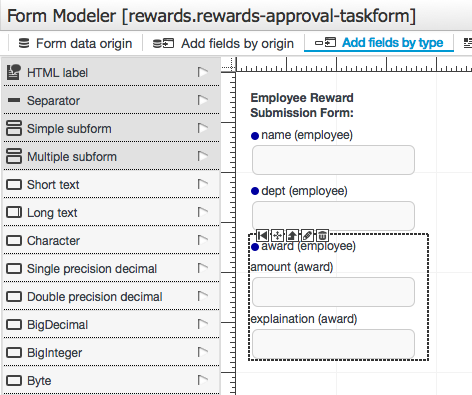 Form Modeler [rewards.rewards-approval-taskform]
Form data origin Add fields by origin Add fields by type
HTML label
Separator
Simple subform
Multiple subform
Short text
Long text
Character
Single precision decimal
Double precision decimal
BigDecimal
BigInteger
Byte
Employee Reward
Submission Form:
name (employee)
dept (employee)
award (employee)
amount (award)
explaination (award)